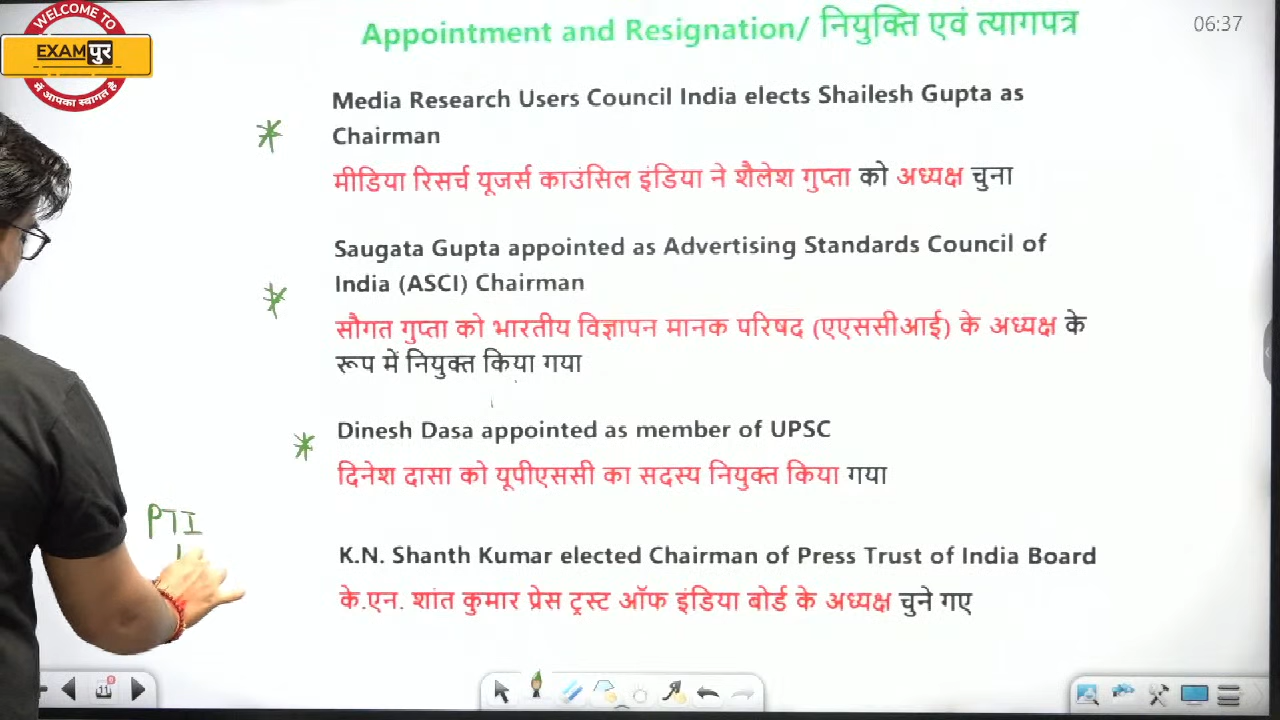 WELCOME TO
EXAMपुर
में आपका स्वागत है
Appointment and Resignation/ नियुक्ति एवं त्यागपत्र
06:37
Media Research Users Council India elects Shailesh Gupta as
Chairman
मीडिया रिसर्च यूजर्स काउंसिल इंडिया ने शैलेश गुप्ता को अध्यक्ष चुना
Saugata Gupta appointed as Advertising Standards Council of
India (ASCI) Chairman
सौगत गुप्ता को भारतीय विज्ञापन मानक परिषद (एएससीआई) के अध्यक्ष के
रूप में नियुक्त किया गया
Dinesh Dasa appointed as member of UPSC
दिनेश दासा को यूपीएससी का सदस्य नियुक्त किया गया
PTI
K.N. Shanth Kumar elected Chairman of Press Trust of India Board
के.एन. शांत कुमार प्रेस ट्रस्ट ऑफ इंडिया बोर्ड के अध्यक्ष चुने गए